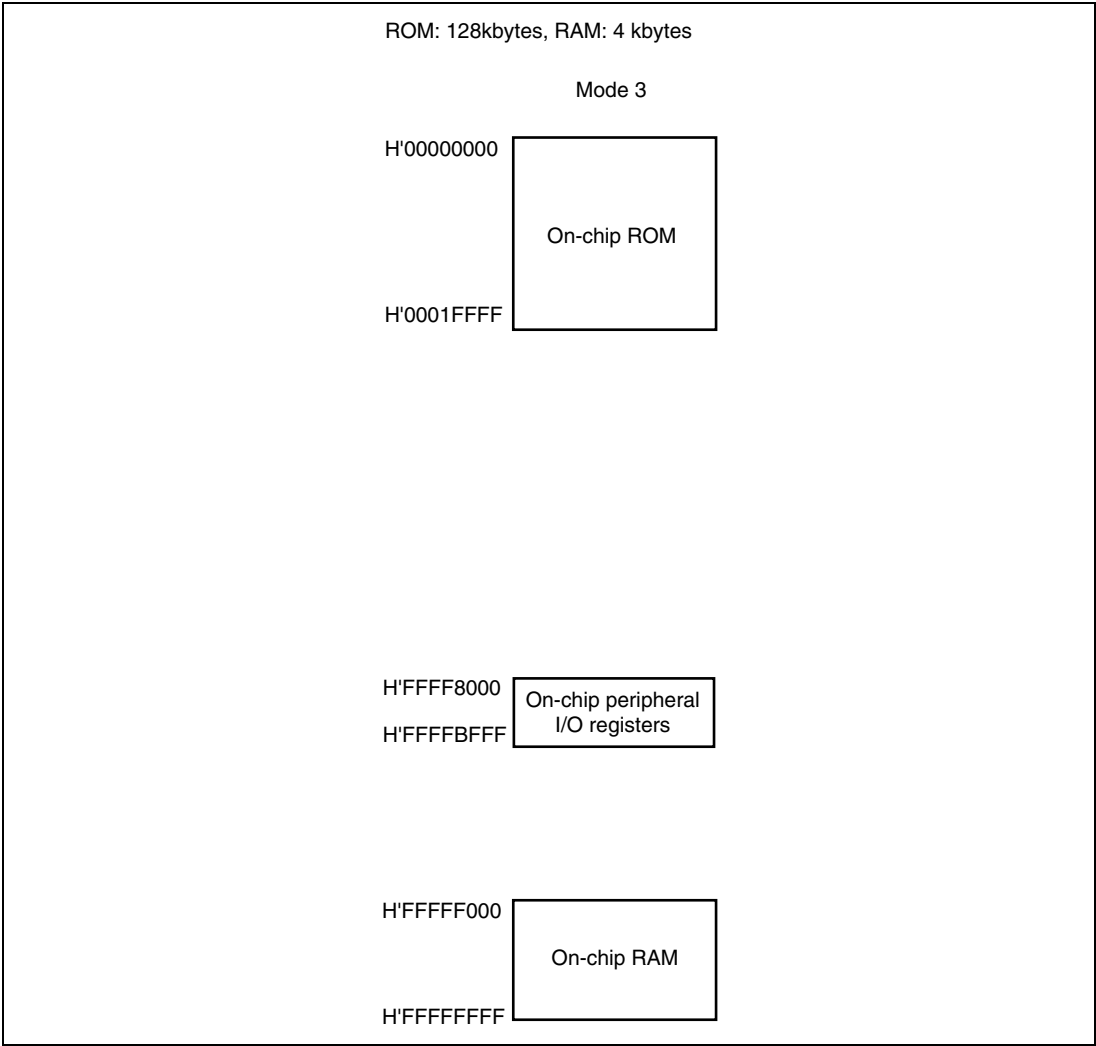 ROM: 128kbytes, RAM: 4 kbytes
Mode 3
H'00000000
On-chip ROM
H'0001FFFF
H'FFFF8000
On-chip peripheral
I/O registers
H'FFFFBFFF
H'FFFFF000
On-chip RAM
H'FFFFFFFF